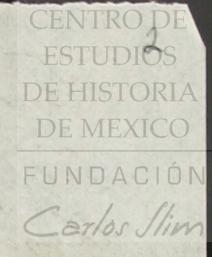 CENTRO DE
2
ESTUDIOS
DE HISTORIA
DE MEXICO
FUNDACIÓN
Carlos Slim